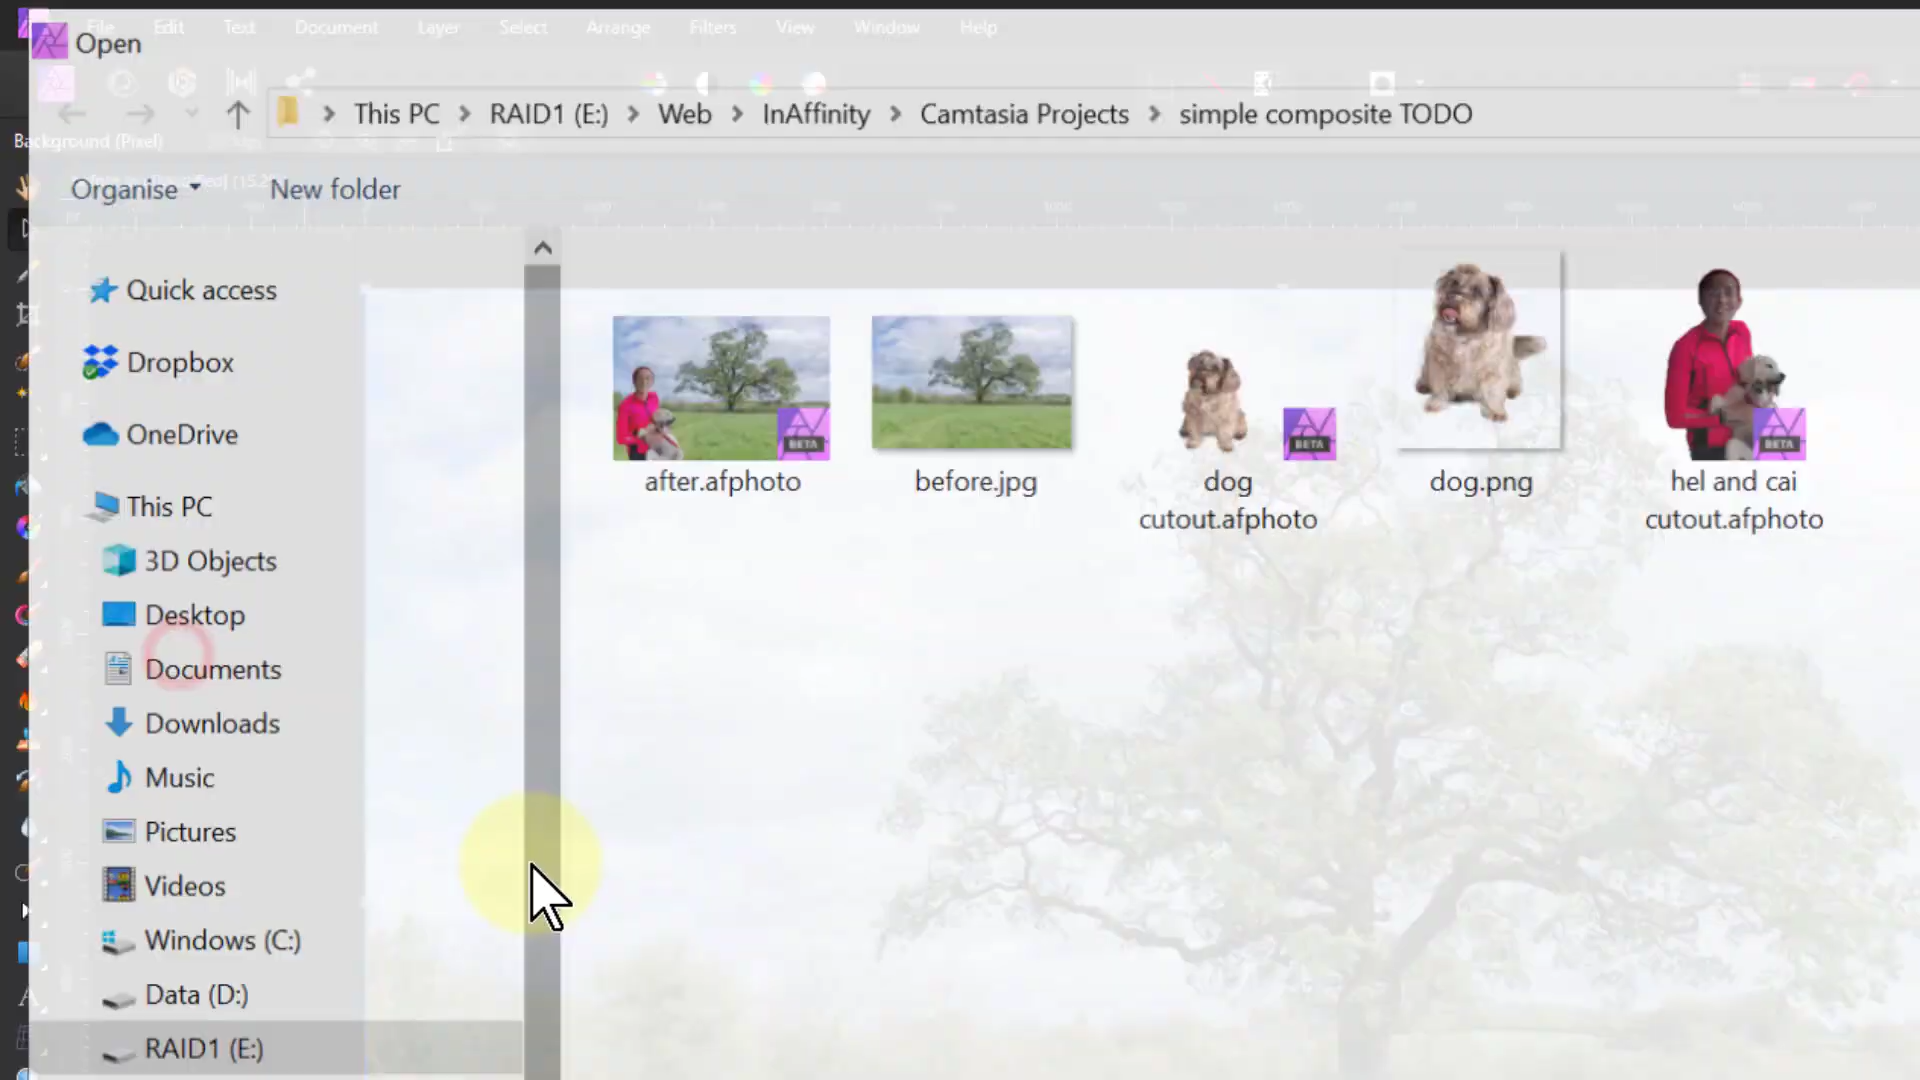 File Edit Text Document Layer Select Arrange Filters View Window Help
Open
This PC RAID1 (E:) Web InAffinity Camtasia Projects simple composite TODO
Background (Pixel)
Organise New folder
Quick access
Dropbox
OneDrive
This PC
3D Objects
Desktop
Documents
Downloads
Music
Pictures
Videos
Windows (C:)
Data (D:)
RAID1 (E:)
BETA
after.afphoto
before.jpg
BETA
dog
cutout.afphoto
dog.png
BETA
hel and cai
cutout.afphoto